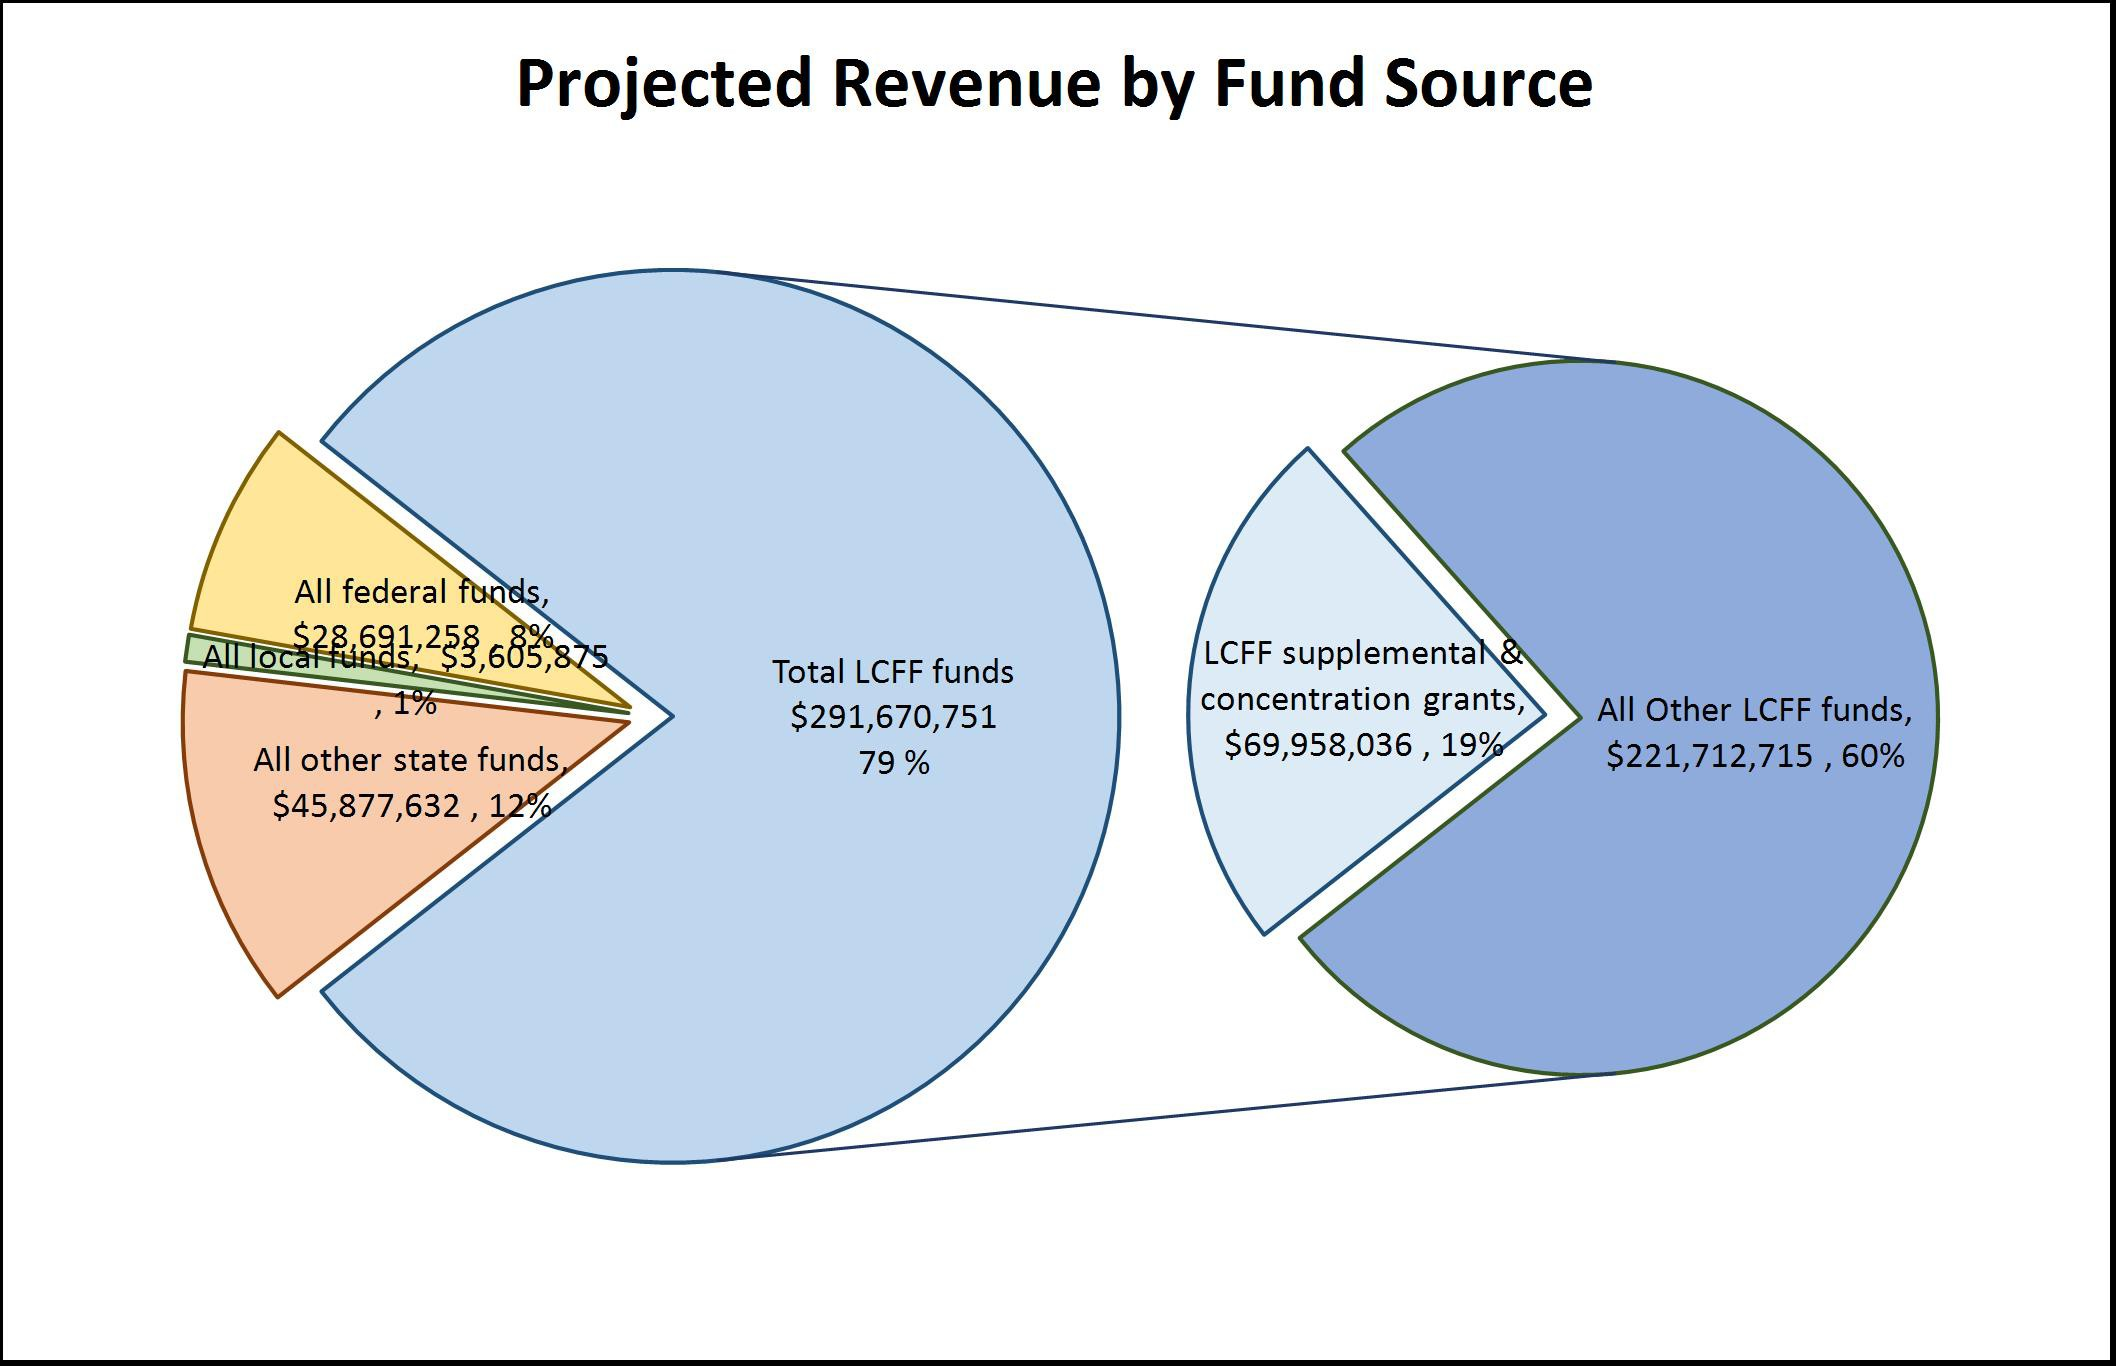 Projected Revenue by Fund Source
All federal funds,
$28,691,258 , 8%
All local funds, $3,605,875
, 1%
All other state funds,
$45,877,632 , 12%
Total LCFF funds
$291,670,751
79 %
LCFF supplemental &
concentration grants,
$69,958,036 , 19%
All Other LCFF funds,
$221,712,715 , 60%